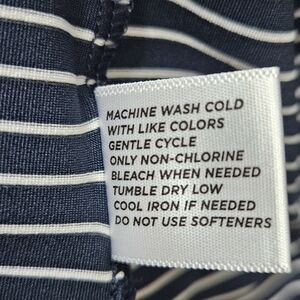 MACHINE WASH COLD
WITH LIKE COLORS
GENTLE CYCLE
ONLY NON-CHLORINE
BLEACH WHEN NEEDED
TUMBLE DRY LOW
COOL IRON IF NEEDED
DO NOT USE SOFTENERS